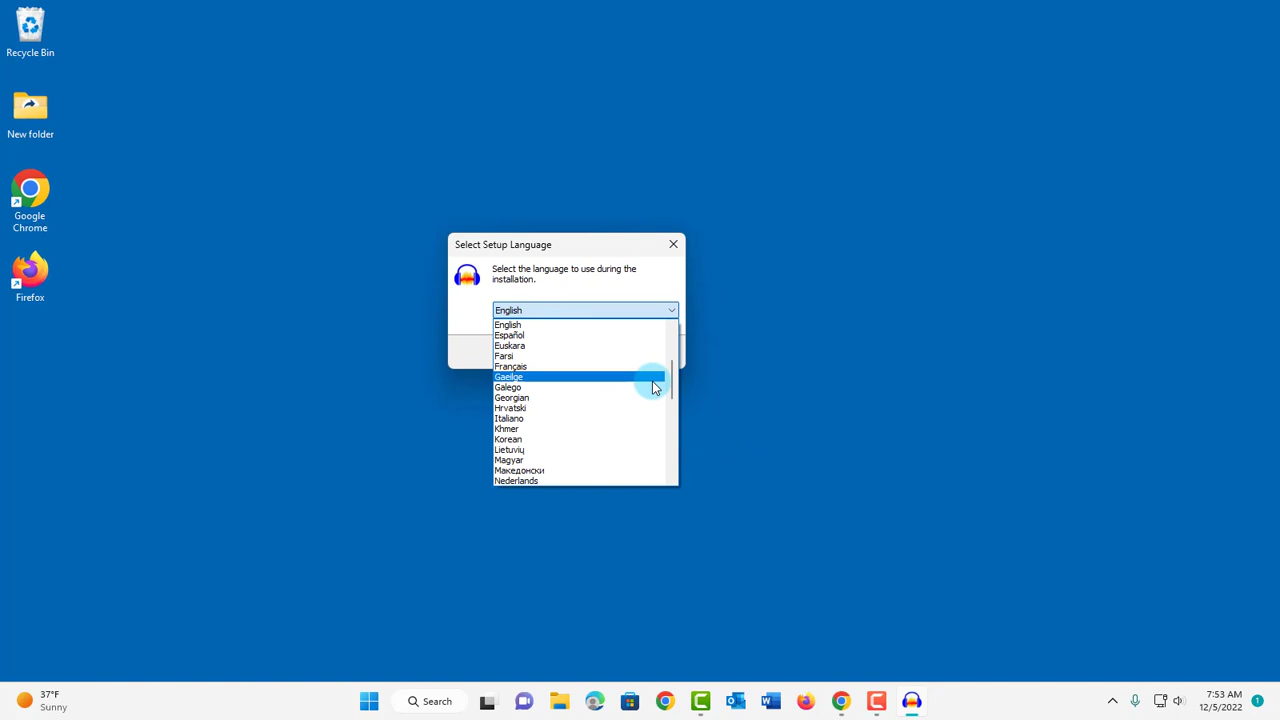 Recycle Bin
New folder
Google
Chrome
Firefox
Select Setup Language
Select the language to use during the
installation.
English
English
Español
Euskara
Farsi
Français
Gaeilge
Galego
Georgian
Hrvatski
Italiano
Khmer
Korean
Lietuvių
Magyar
Македонски
Nederlands
37°F
Sunny
Search
7:53 AM
12/5/2022
1